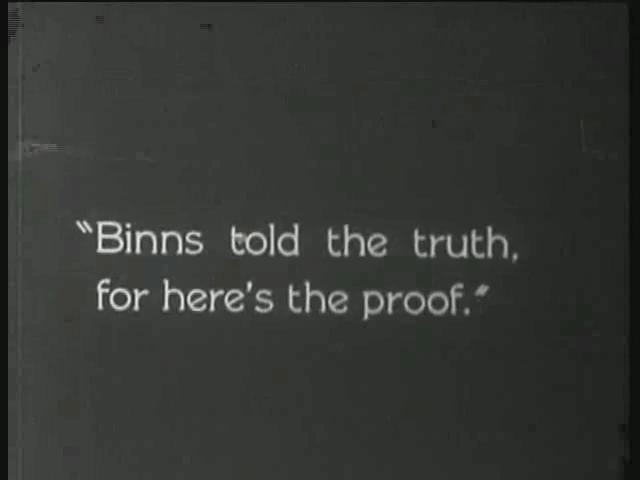 "Binns told the truth,
for here's the proof."